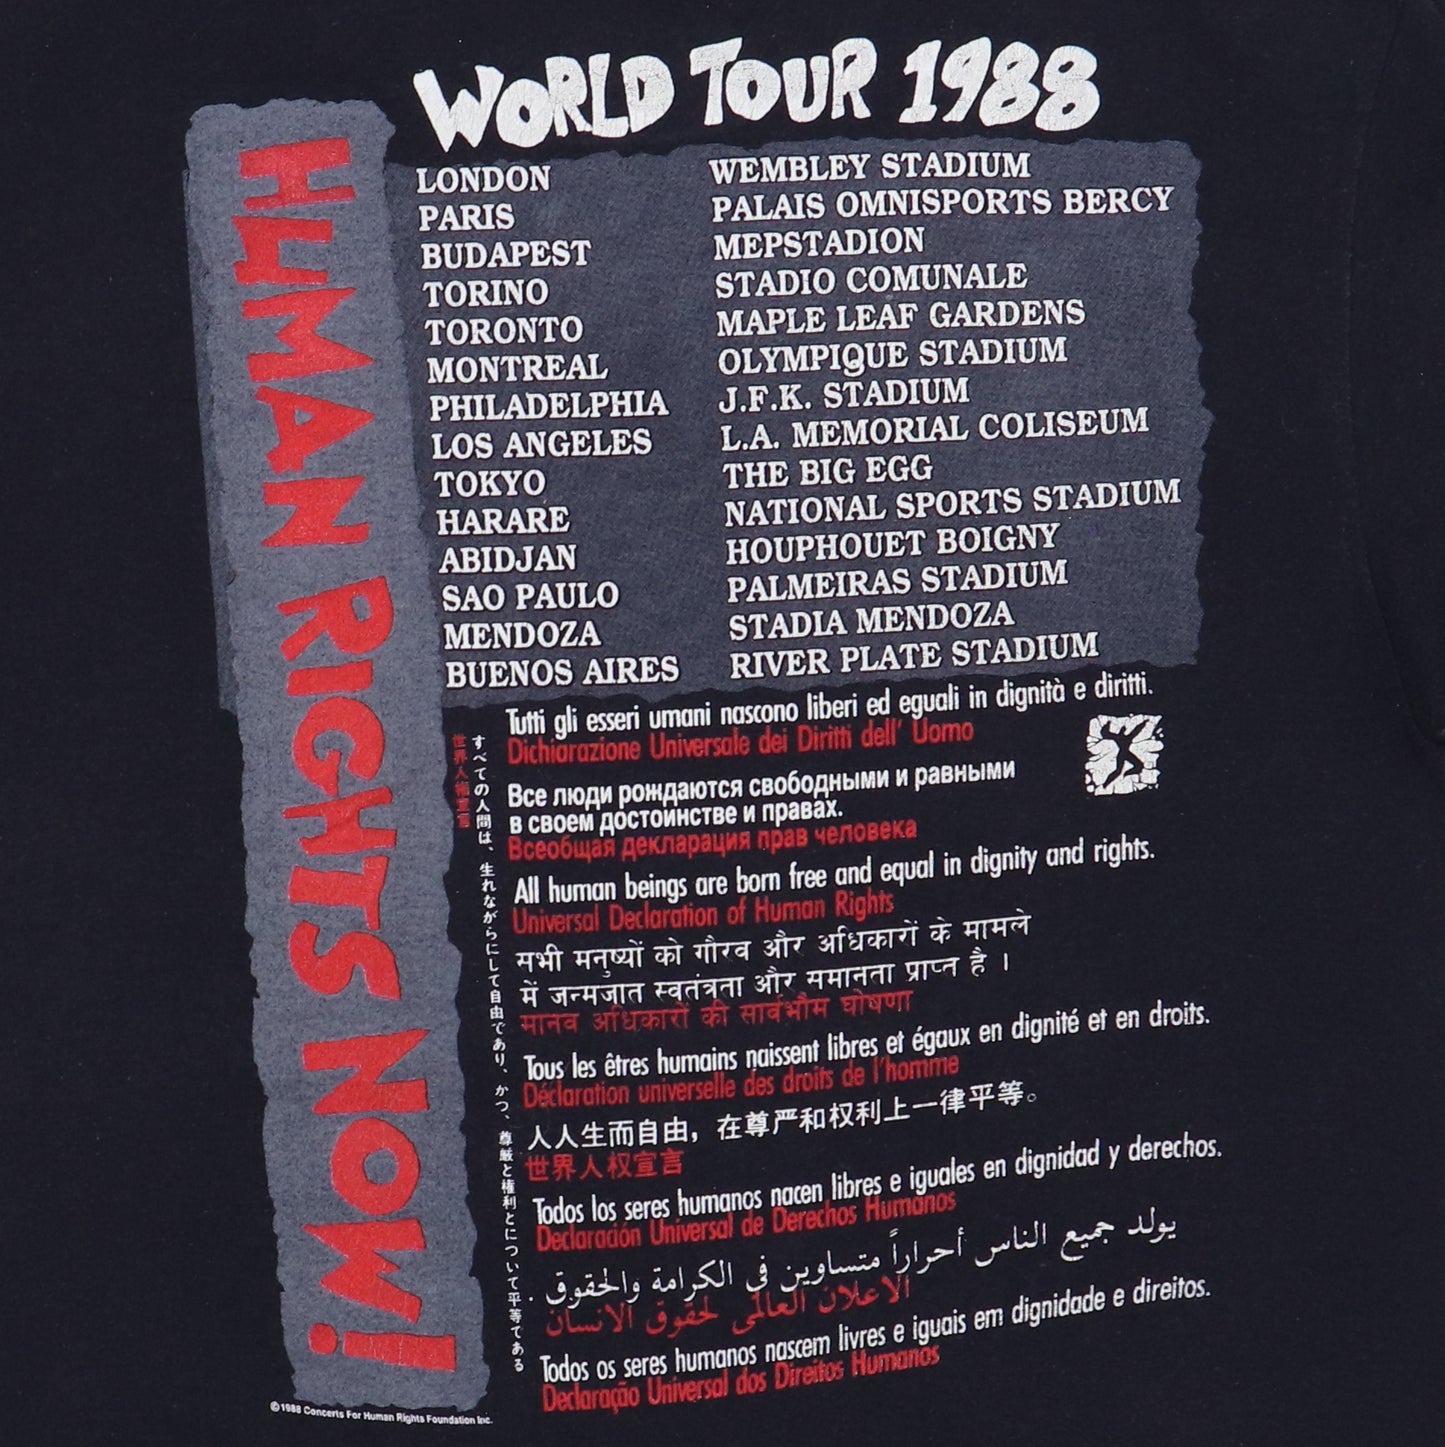 WORLD TOUR 1988
HUMAN RIGHTS NOW!
LONDON WEMBLEY STADIUM
PARIS PALAIS OMNISPORTS BERCY
BUDAPEST MEPSTADION
TORINO STADIO COMUNALE
TORONTO MAPLE LEAF GARDENS
MONTREAL OLYMPIQUE STADIUM
PHILADELPHIA J.F.K. STADIUM
LOS ANGELES L.A. MEMORIAL COLISEUM
TOKYO THE BIG EGG
HARARE NATIONAL SPORTS STADIUM
ABIDJAN HOUPHOUET BOIGNY
SAO PAULO PALMEIRAS STADIUM
MENDOZA STADIA MENDOZA
BUENOS AIRES RIVER PLATE STADIUM
すべての人間は、生れながらにして自由であり、かつ、尊厳と権利とについて平等である
世界人権宣言
Tutti gli esseri umani nascono liberi ed eguali in dignità e diritti.
Dichiarazione Universale dei Diritti dell' Uomo
Все люди рождаются свободными и равными
в своем достоинстве и правах.
Всеобщая декларация прав человека
All human beings are born free and equal in dignity and rights.
Universal Declaration of Human Rights
सभी मनुष्यों को गौरव और अधिकारों के मामले
में जन्मजात स्वतंत्रता और समानता प्राप्त है ।
मानव अधिकारों की सार्वभौम घोषणा
Tous les êtres humains naissent libres et égaux en dignité et en droits.
Déclaration universelle des droits de l'homme
人人生而自由，在尊严和权利上一律平等。
世界人权宣言
Todos los seres humanos nacen libres e iguales en dignidad y derechos.
Declaración Universal de Derechos Humanos
يولد جميع الناس أحراراً متساوين في الكرامة والحقوق .
الاعلان العالمى لحقوق الانسان
Todos os seres humanos nascem livres e iguais em dignidade e direitos.
Declaração Universal dos Direitos Humanos
©1988 Concerts For Human Rights Foundation Inc.